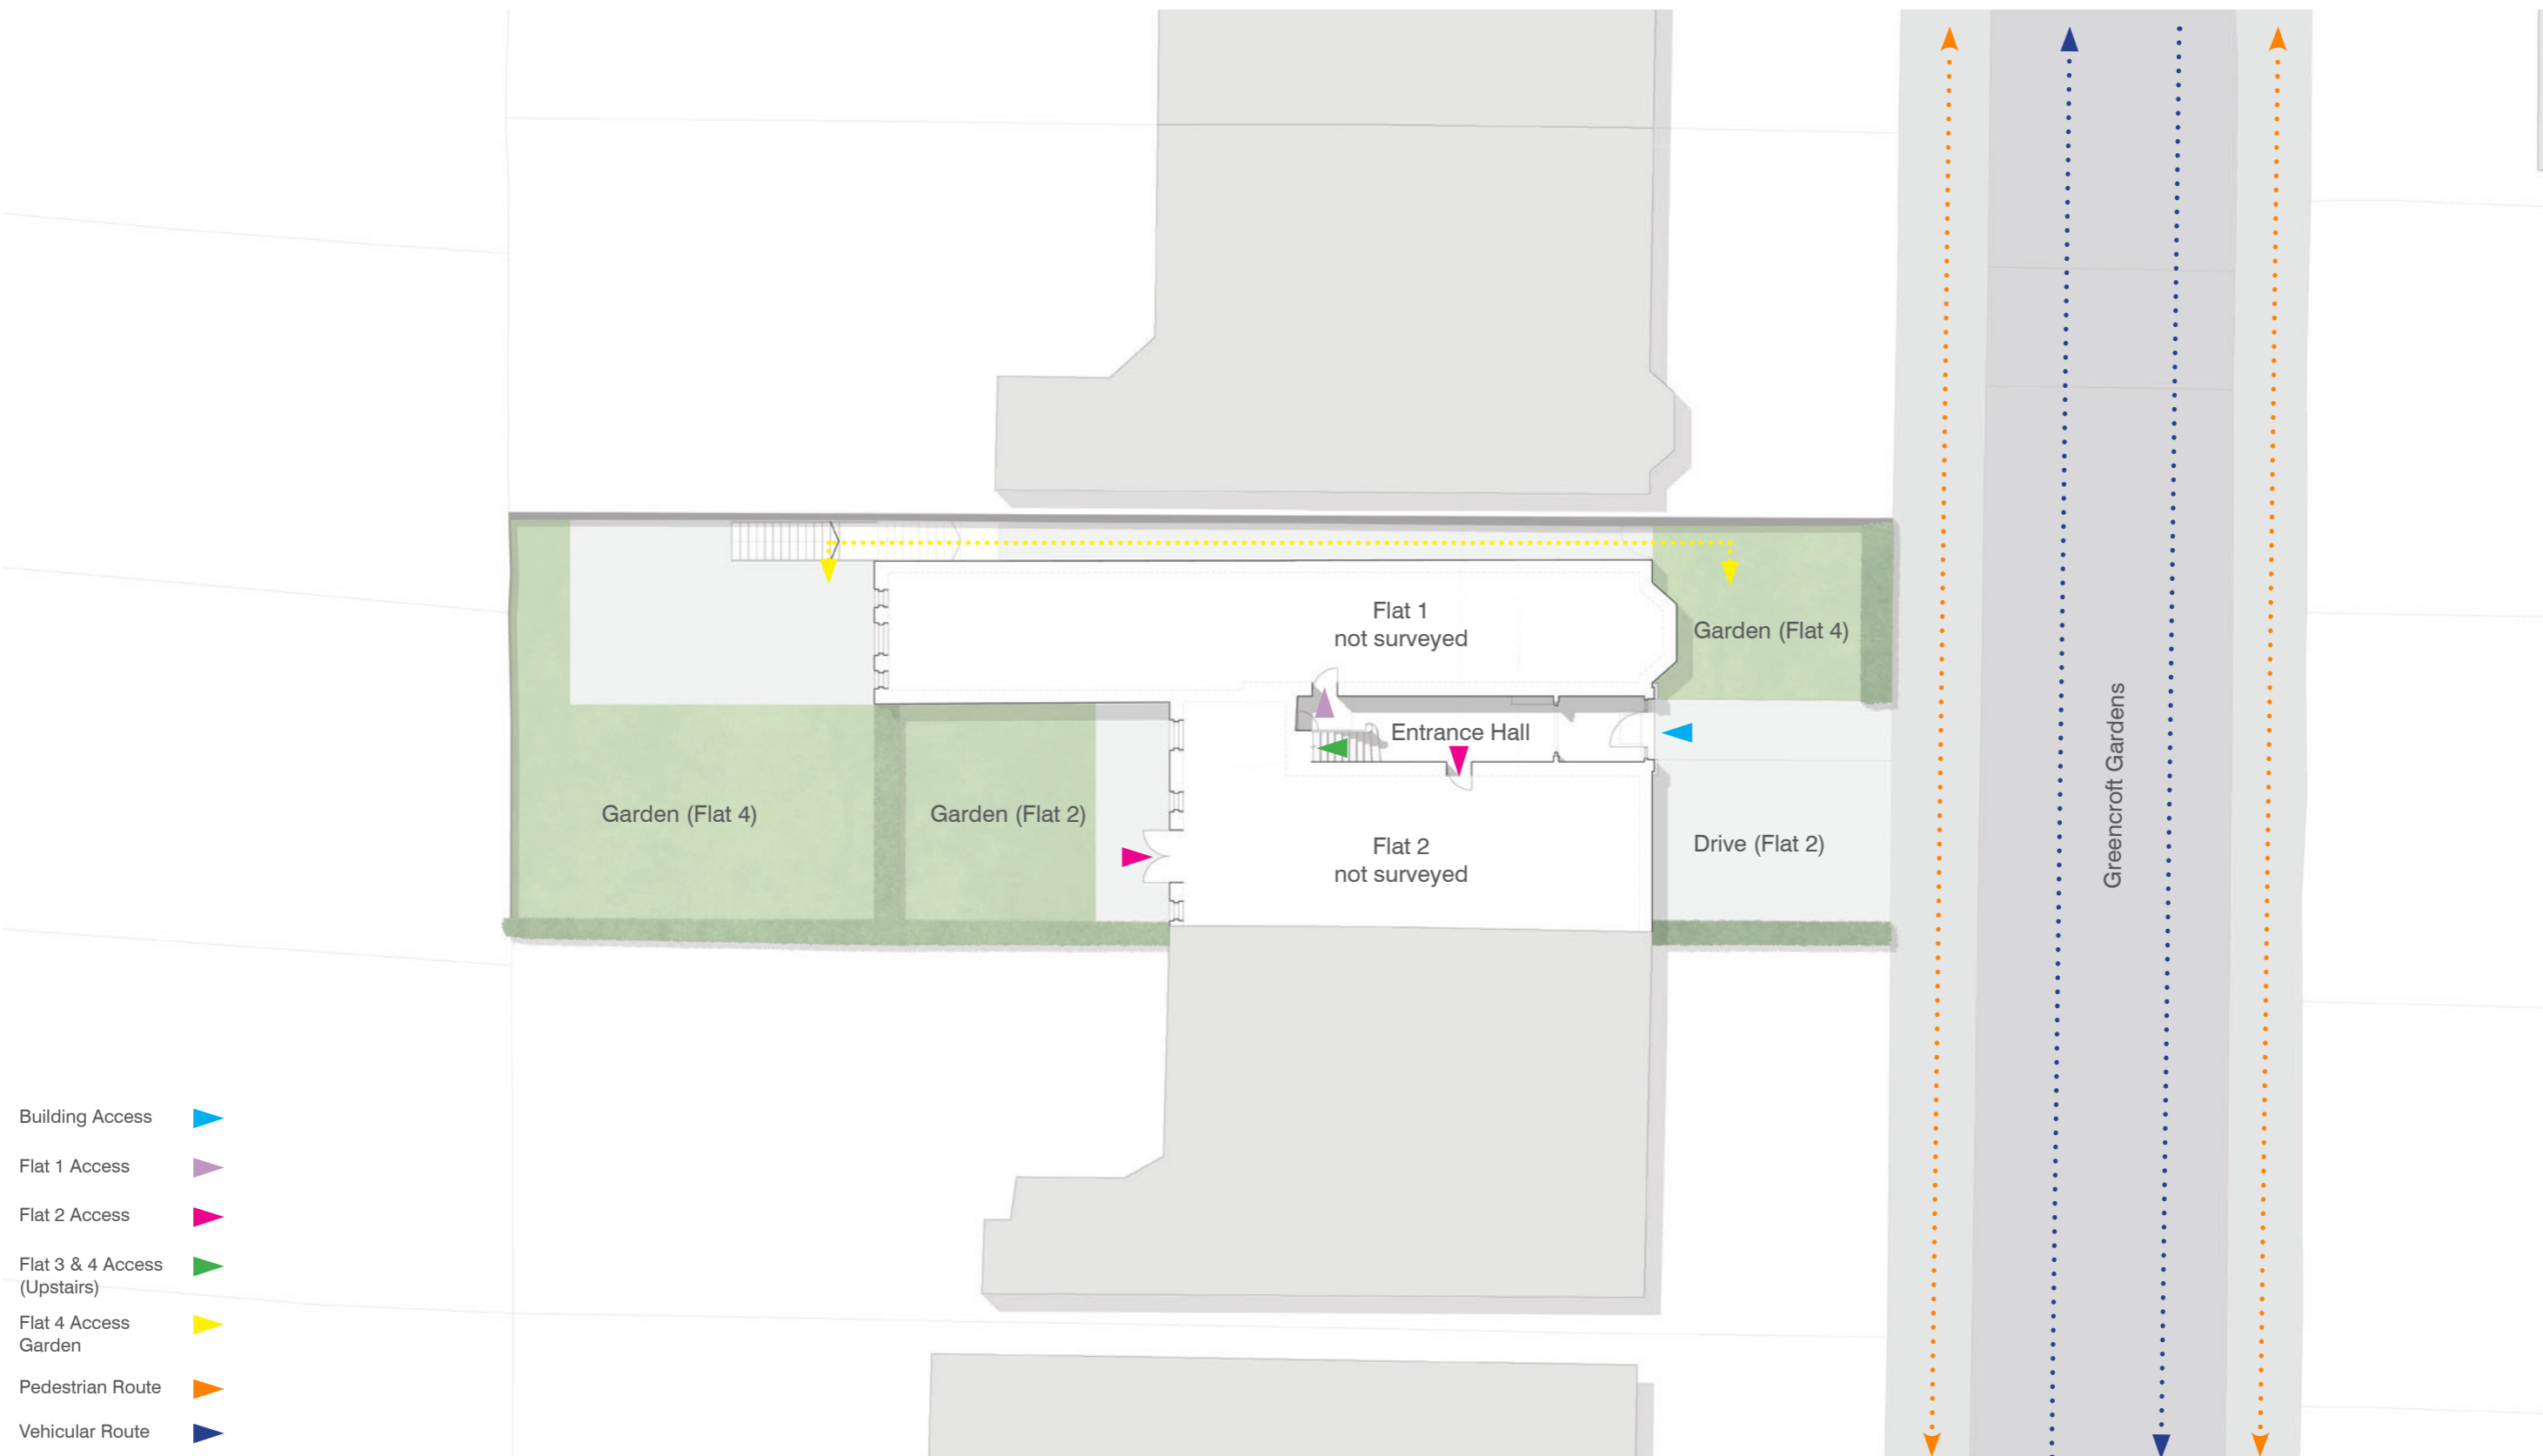 Flat 1
not surveyed
Garden (Flat 4)
Entrance Hall
Garden (Flat 4)
Garden (Flat 2)
Flat 2
not surveyed
Drive (Flat 2)
Greencroft Gardens
Building Access
Flat 1 Access
Flat 2 Access
Flat 3 & 4 Access
(Upstairs)
Flat 4 Access
Garden
Pedestrian Route
Vehicular Route